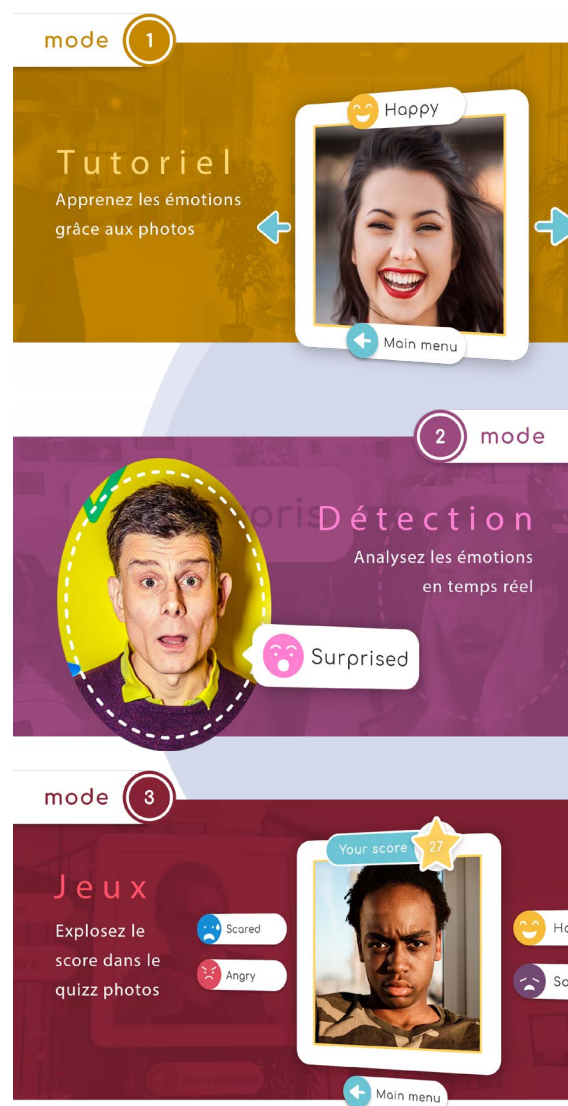 mode 1
Happy
Tutoriel
Apprenez les émotions
grâce aux photos
Main menu
2 mode
Détection
Analysez les émotions
en temps réel
Surprised
mode 3
Your score 27
Jeux
Explosez le
score dans le
quizz photos
Scared
Angry
Main menu